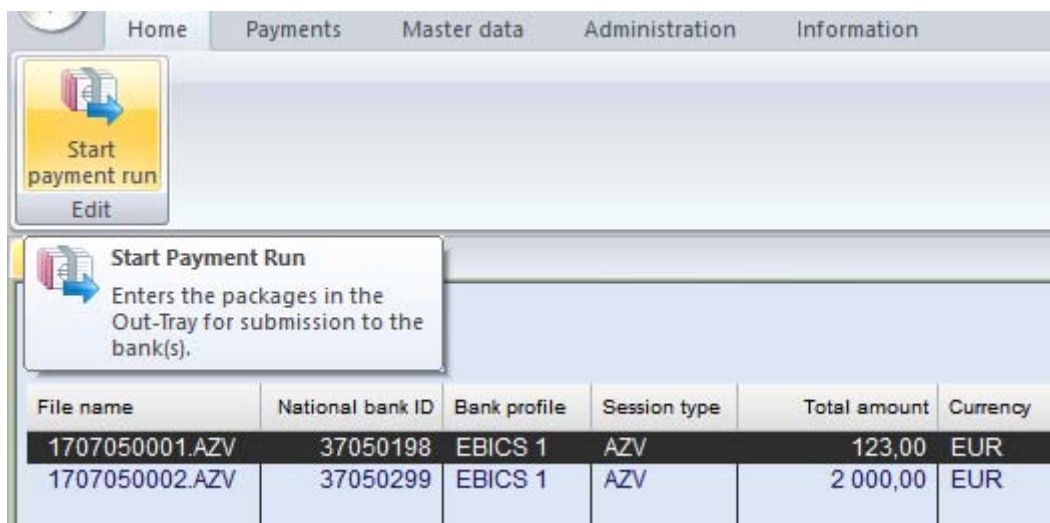 Home Payments Master data Administration Information
Start
payment run
Edit
Start Payment Run
Enters the packages in the
Out-Tray for submission to the
bank(s).
File name National bank ID Bank profile Session type Total amount Currency
1707050001.AZV 37050198 EBICS 1 AZV 123,00 EUR
1707050002.AZV 37050299 EBICS 1 AZV 2 000,00 EUR